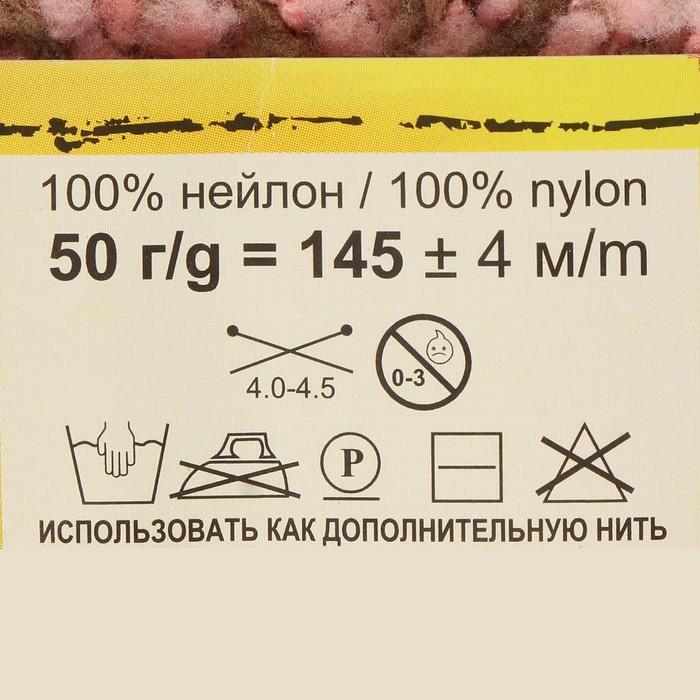 100% нейлон / 100% nylon
50 г/g = 145 ± 4 м/m
4.0-4.5
0-3
P
ИСПОЛЬЗОВАТЬ КАК ДОПОЛНИТЕЛЬНУЮ НИТЬ